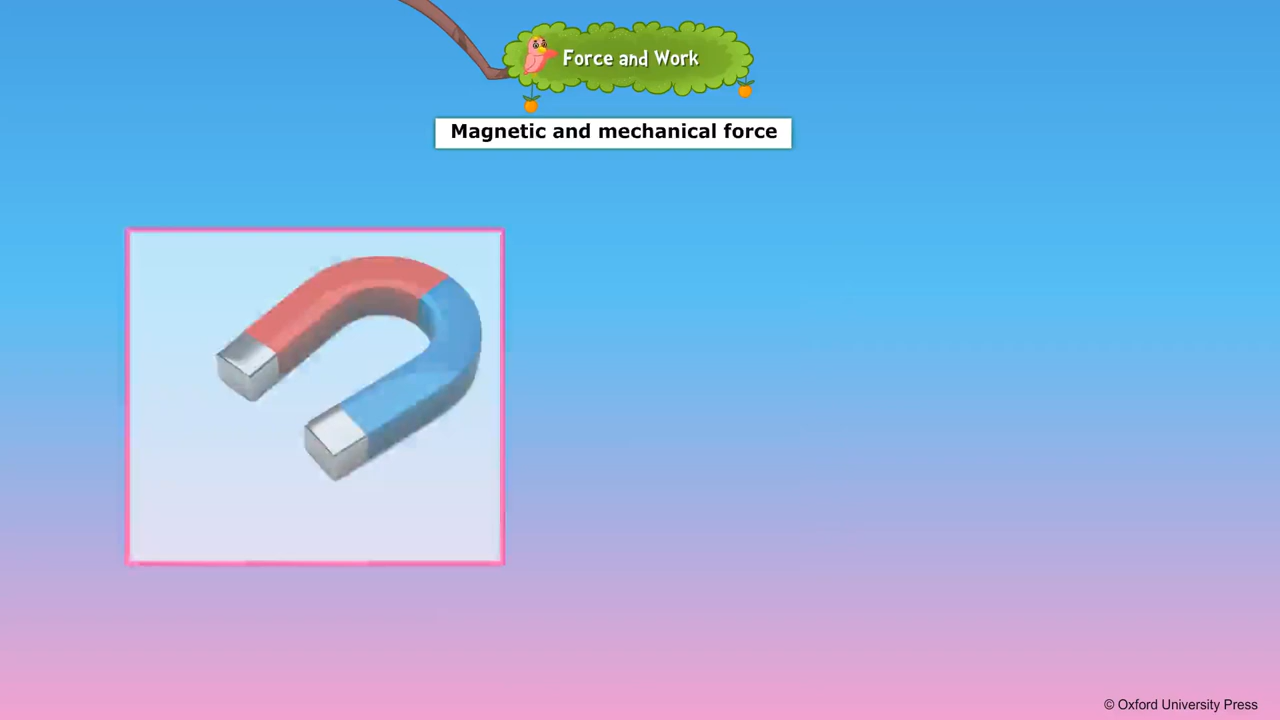 Force and Work
Magnetic and mechanical force
© Oxford University Press